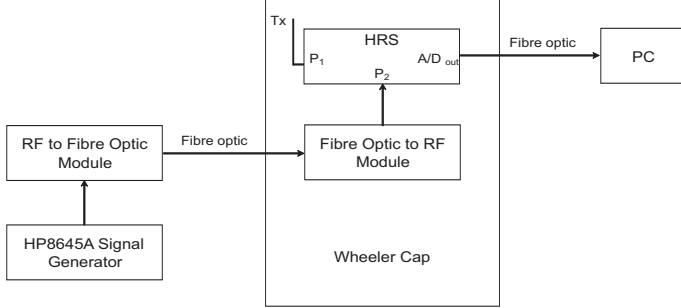 Tx
HRS
P1
A/D out
P2
Fibre optic
PC
RF to Fibre Optic
Module
Fibre optic
Fibre Optic to RF
Module
HP8645A Signal
Generator
Wheeler Cap